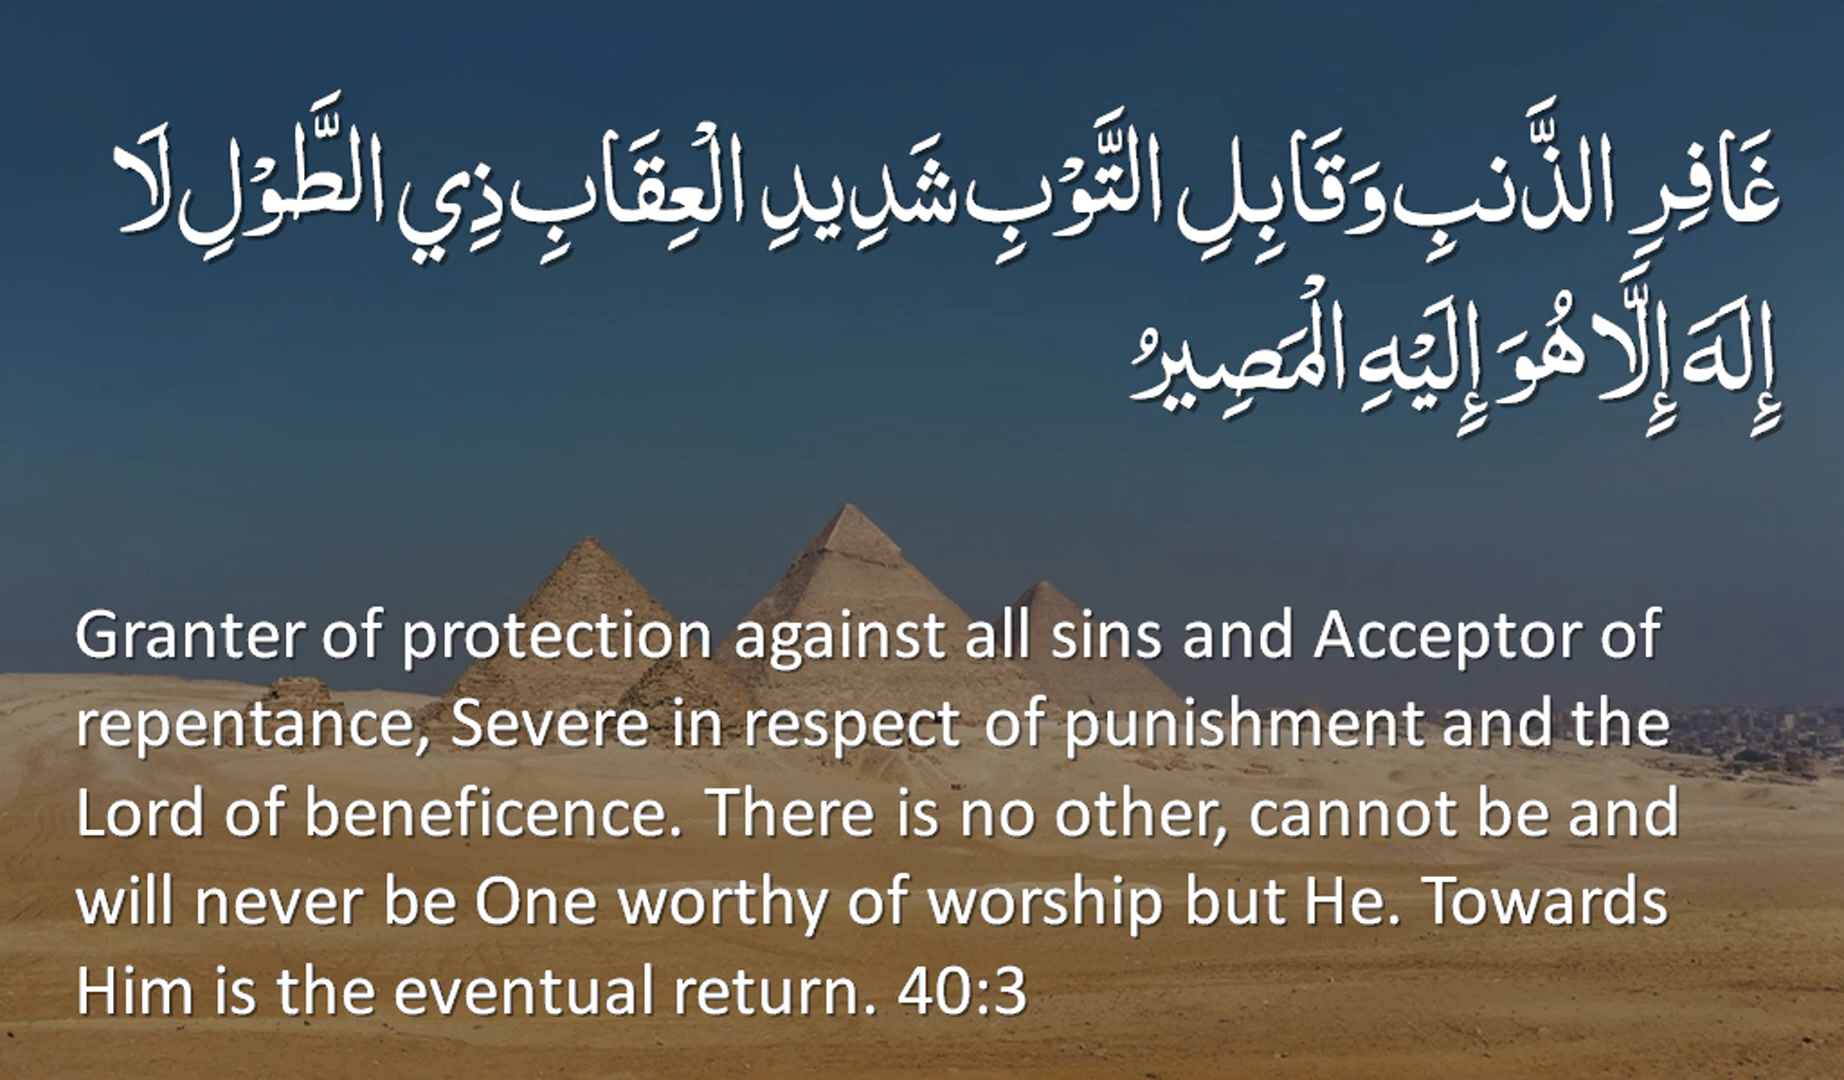 غَافِرِ الذَّنبِ وَقَابِلِ التَّوْبِ شَدِيدِ الْعِقَابِ ذِي الطَّوْلِ لَا
إِلَهَ إِلَّا هُوَ إِلَيْهِ الْمَصِيرُ
Granter of protection against all sins and Acceptor of
repentance, Severe in respect of punishment and the
Lord of beneficence. There is no other, cannot be and
will never be One worthy of worship but He. Towards
Him is the eventual return. 40:3